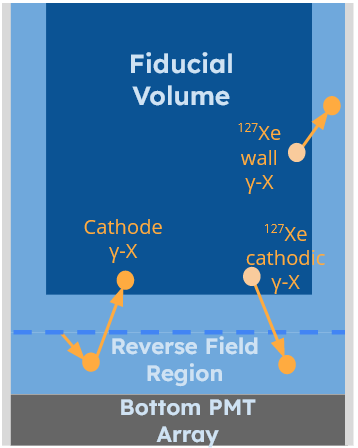 Fiducial
Volume
¹²⁷Xe
wall
γ-X
Cathode
γ-X
¹²⁷Xe
cathodic
γ-X
Reverse Field
Region
Bottom PMT
Array